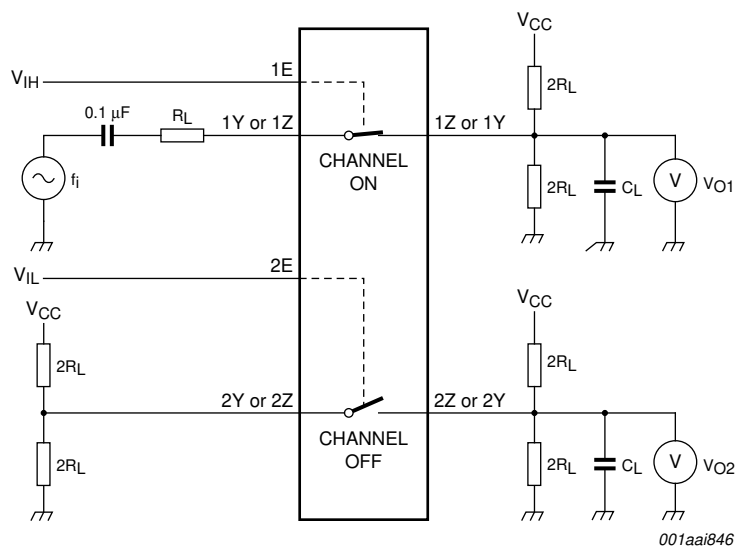 VCC
VIH
1E
2RL
0.1 μF
RL
1Y or 1Z
1Z or 1Y
CHANNEL
ON
fi
2RL
CL
V
VO1
VIL
2E
VCC
VCC
2RL
2RL
2Y or 2Z
2Z or 2Y
CHANNEL
OFF
2RL
2RL
CL
V
VO2
001aai846